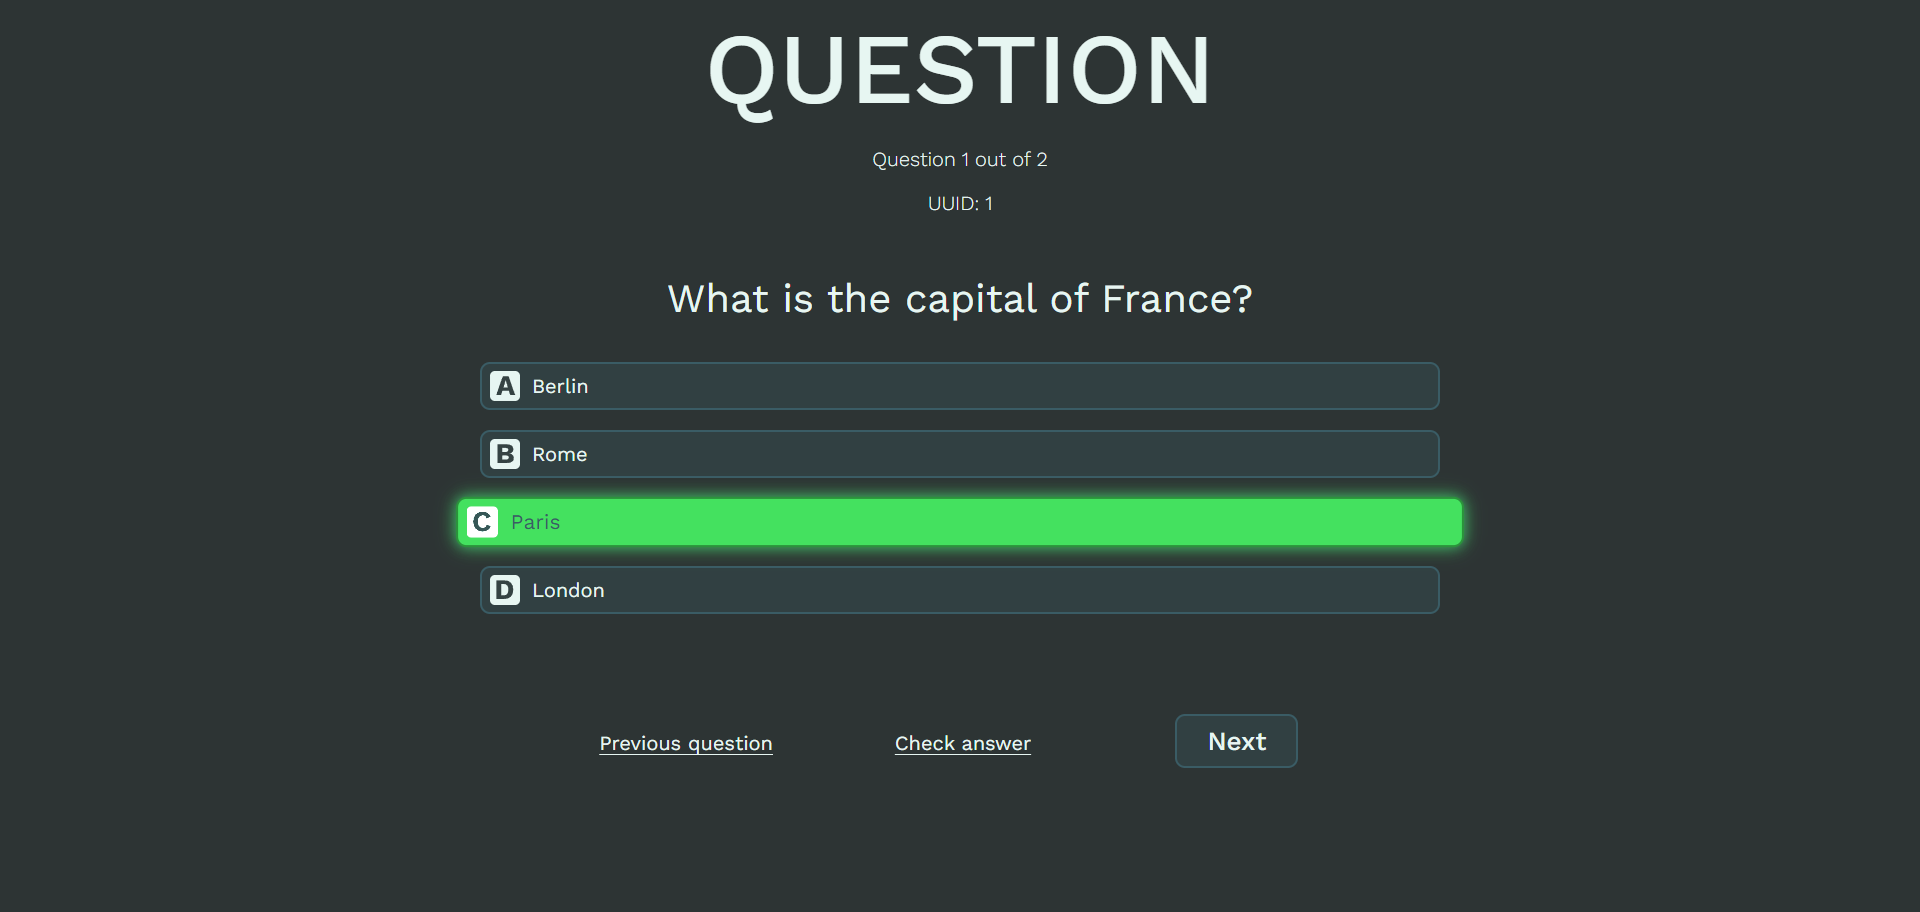 QUESTION
Question 1 out of 2
UUID: 1
What is the capital of France?
A Berlin
B Rome
C Paris
D London
Previous question Check answer Next